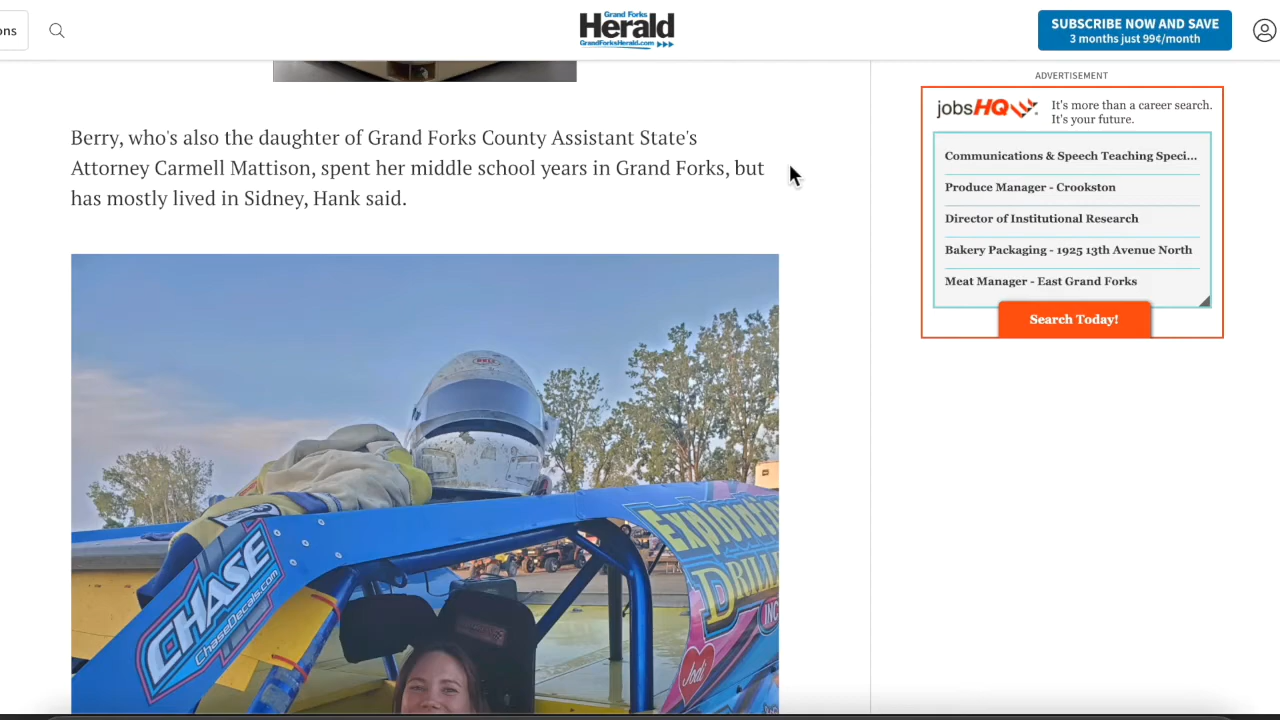 ons
Grand Forks
Herald
GrandForksHerald.com
SUBSCRIBE NOW AND SAVE
3 months just 99¢/month
ADVERTISEMENT
jobsHQ
It's more than a career search.
It's your future.
Communications & Speech Teaching Speci...
Produce Manager - Crookston
Director of Institutional Research
Bakery Packaging - 1925 13th Avenue North
Meat Manager - East Grand Forks
Search Today!
Berry, who's also the daughter of Grand Forks County Assistant State's
Attorney Carmell Mattison, spent her middle school years in Grand Forks, but
has mostly lived in Sidney, Hank said.
BELL
CHASE
ChaseDecals.com
INC
Jodi